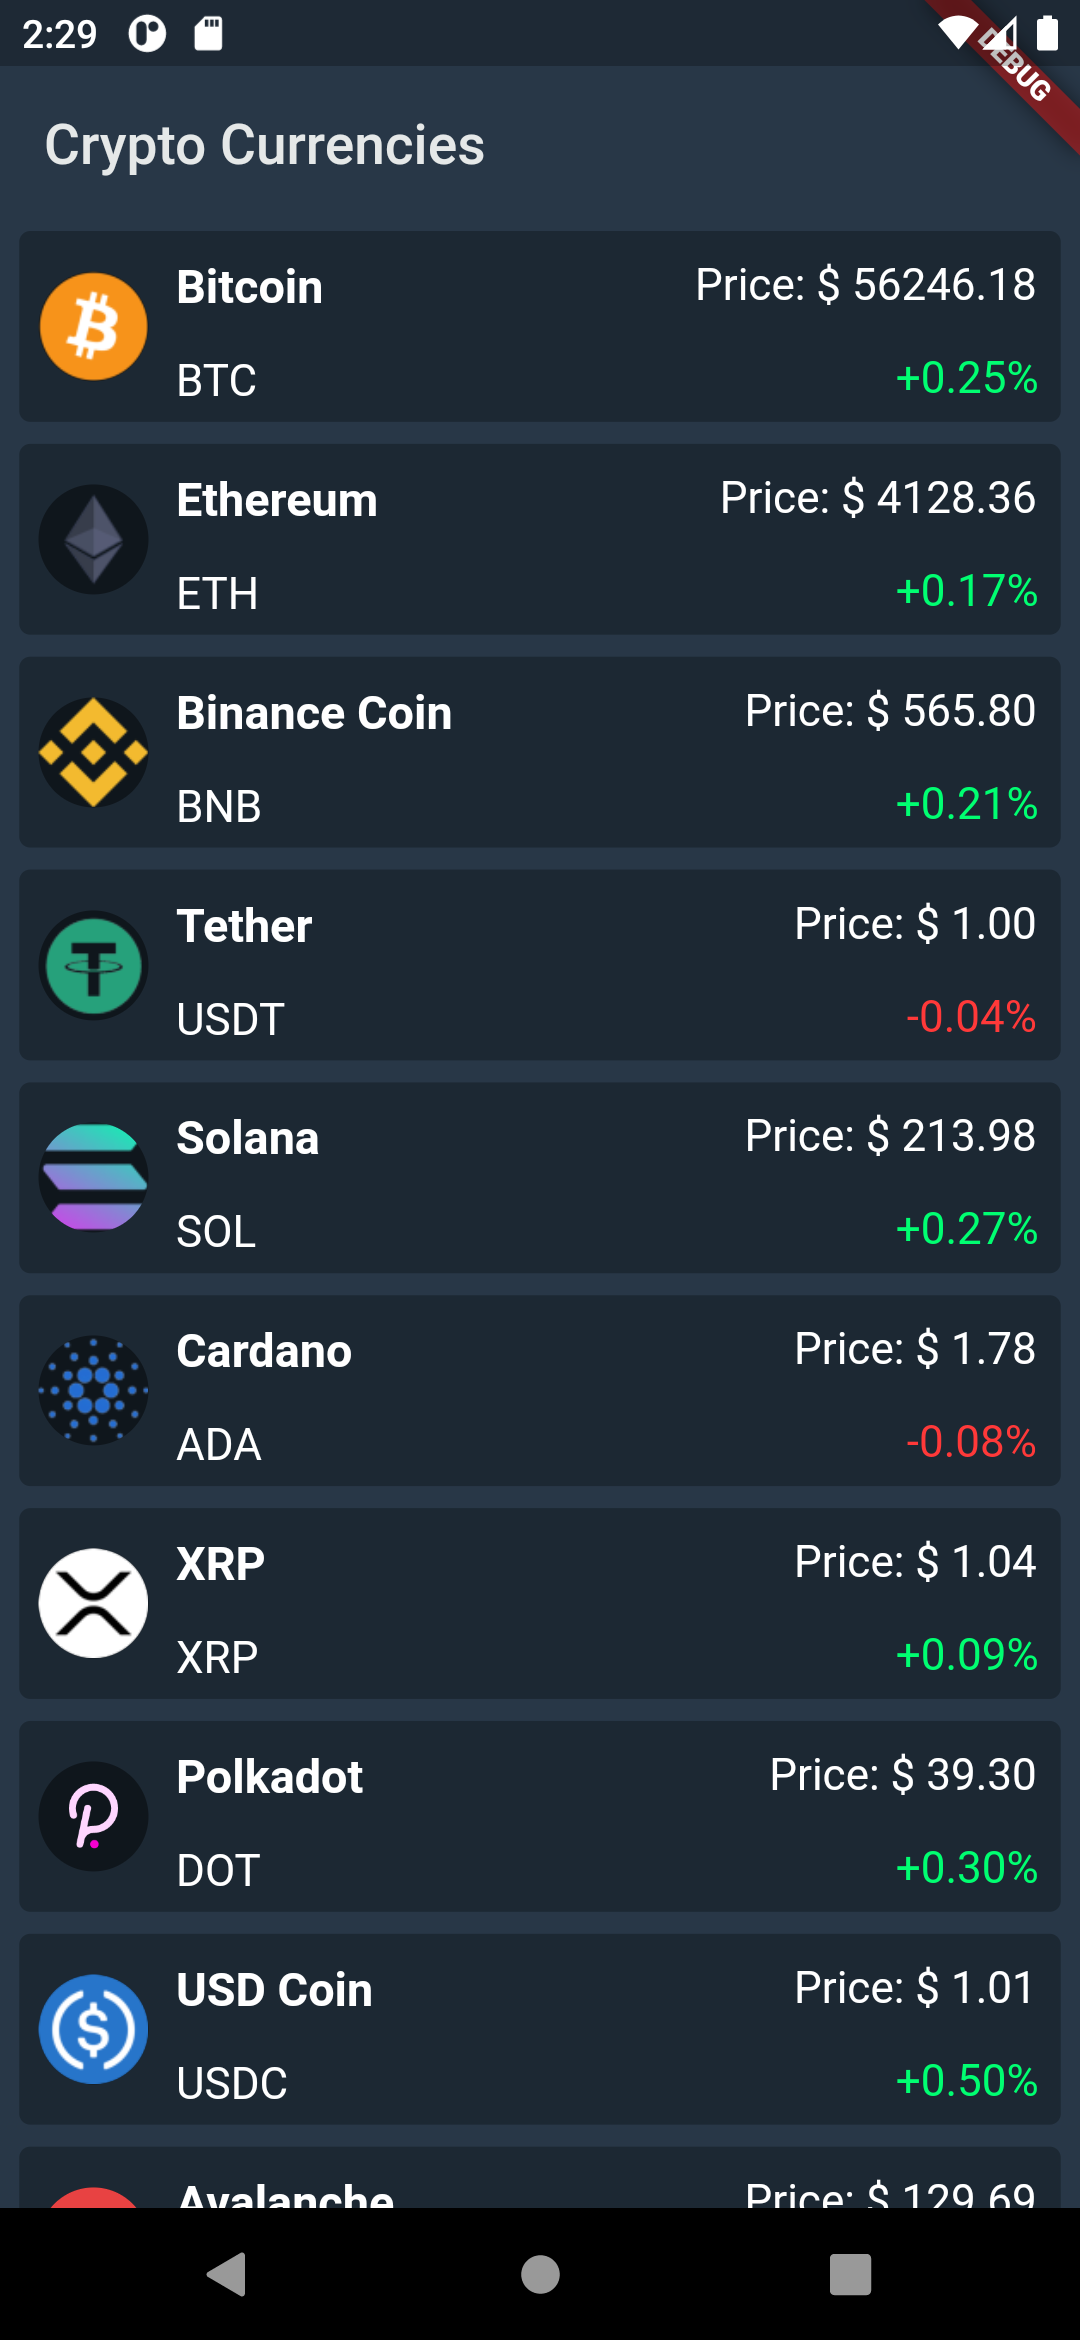 2:29
DEBUG
Crypto Currencies
Bitcoin Price: $ 56246.18
BTC +0.25%
Ethereum Price: $ 4128.36
ETH +0.17%
Binance Coin Price: $ 565.80
BNB +0.21%
Tether Price: $ 1.00
USDT -0.04%
Solana Price: $ 213.98
SOL +0.27%
Cardano Price: $ 1.78
ADA -0.08%
XRP Price: $ 1.04
XRP +0.09%
Polkadot Price: $ 39.30
DOT +0.30%
USD Coin Price: $ 1.01
USDC +0.50%
Avalanche Price: $ 129.69